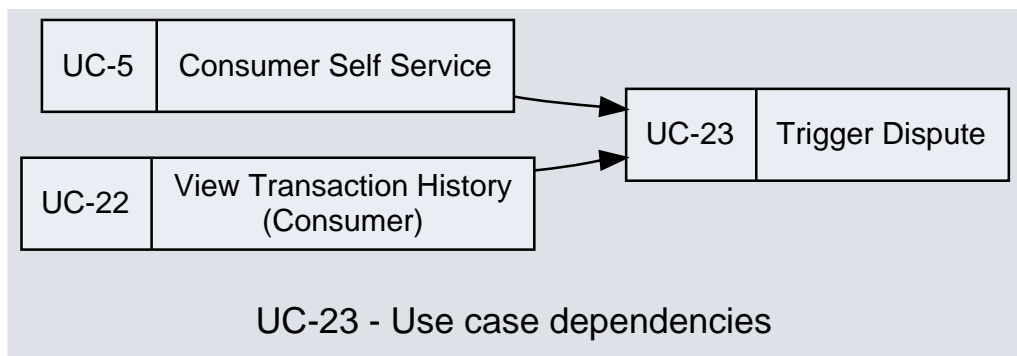 UC-5
Consumer Self Service
UC-23
Trigger Dispute
UC-22
View Transaction History
(Consumer)
UC-23 - Use case dependencies